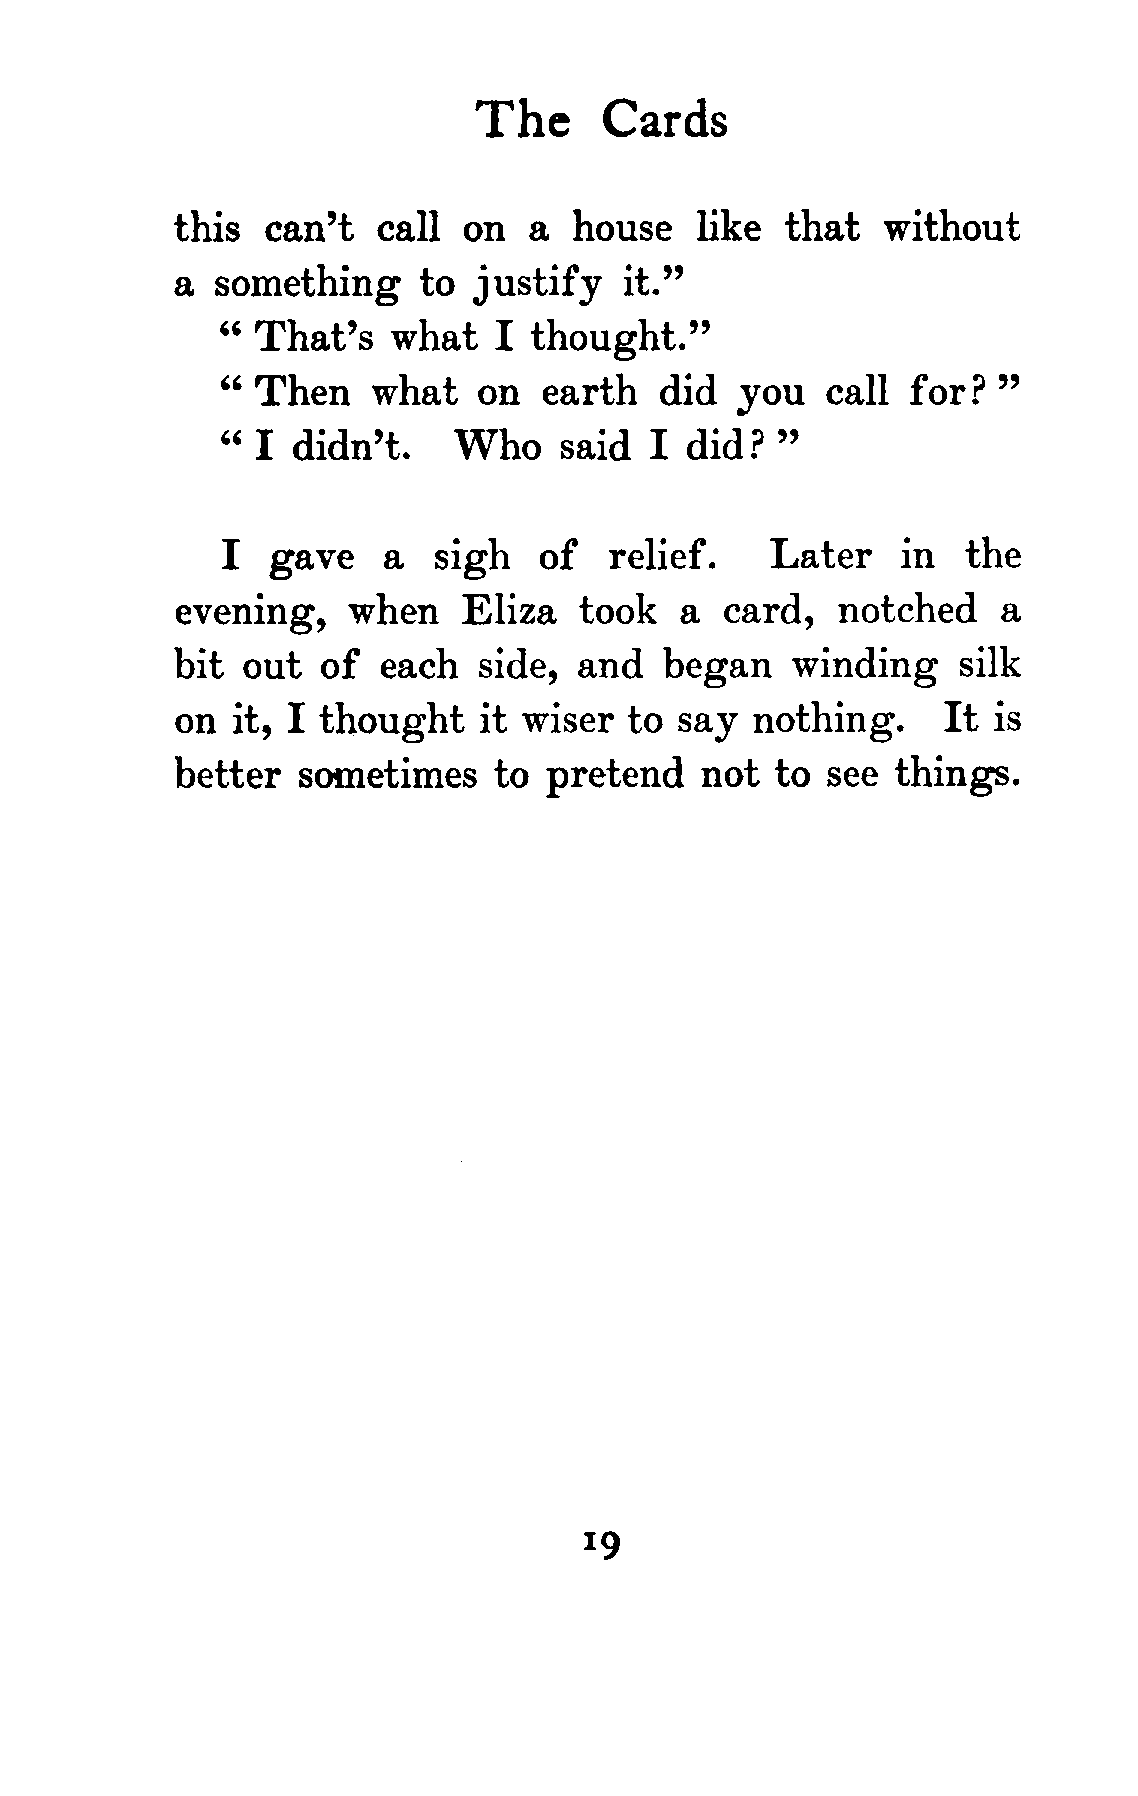 The Cards
this can't call on a house like that without
a something to justify it."
" That's what I thought."
" Then what on earth did you call for? "
" I didn't. Who said I did? "
I gave a sigh of relief. Later in the
evening, when Eliza took a card, notched a
bit out of each side, and began winding silk
on it, I thought it wiser to say nothing. It is
better sometimes to pretend not to see things.
19